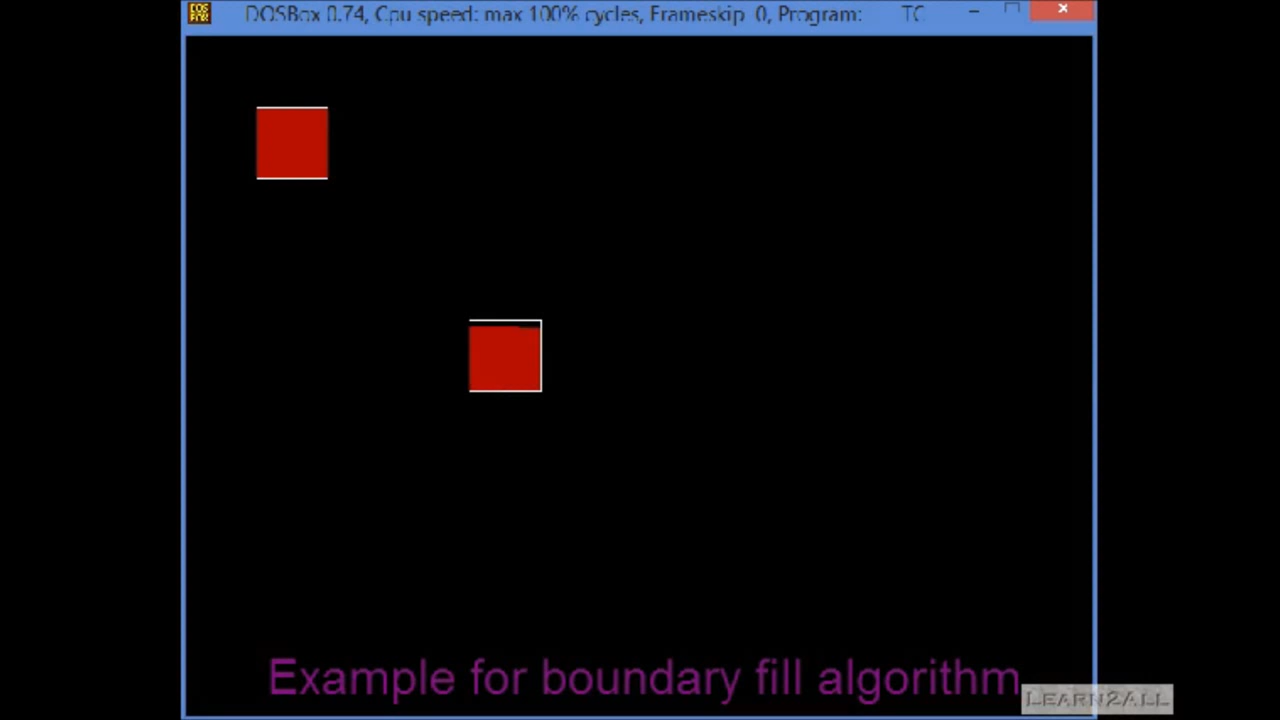 DOSBox 0.74, Cpu speed: max 100% cycles, Frameskip 0, Program: TC
Example for boundary fill algorithm
LEARN2ALL